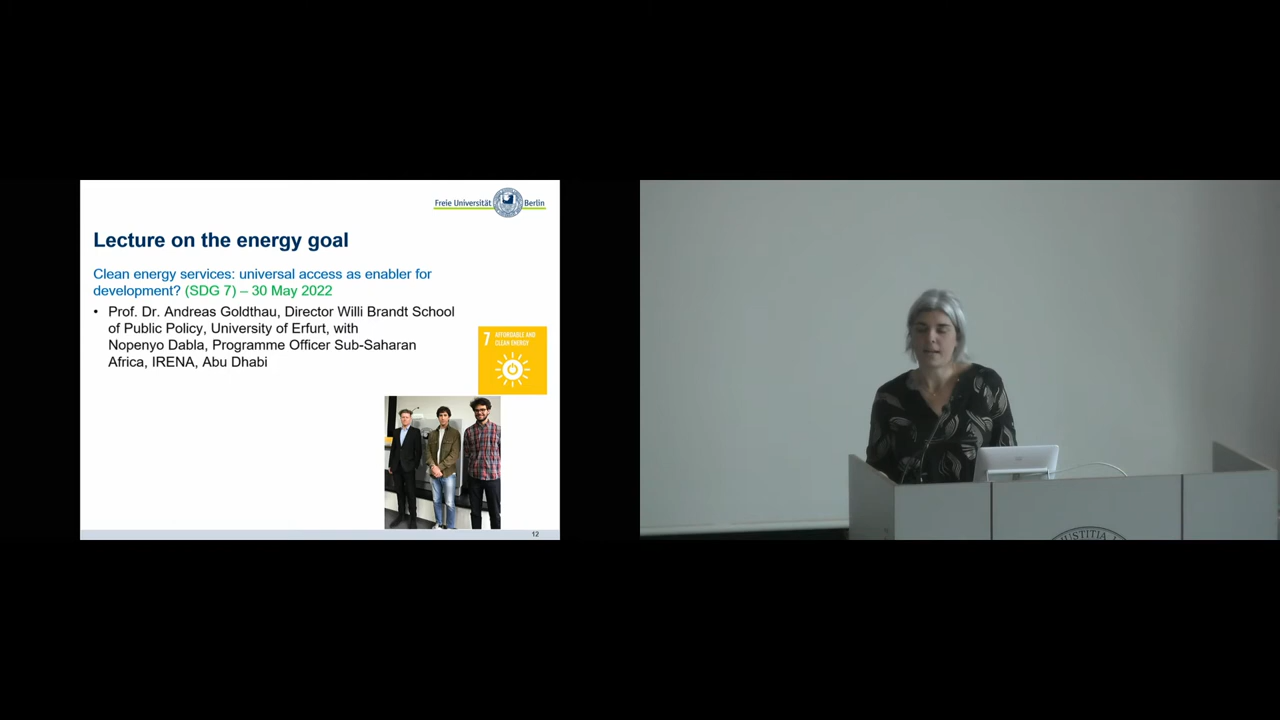 Freie Universität Berlin
Lecture on the energy goal
Clean energy services: universal access as enabler for
development? (SDG 7) – 30 May 2022
• Prof. Dr. Andreas Goldthau, Director Willi Brandt School
of Public Policy, University of Erfurt, with
Nopenyo Dabla, Programme Officer Sub-Saharan
Africa, IRENA, Abu Dhabi
7 AFFORDABLE AND
CLEAN ENERGY
12